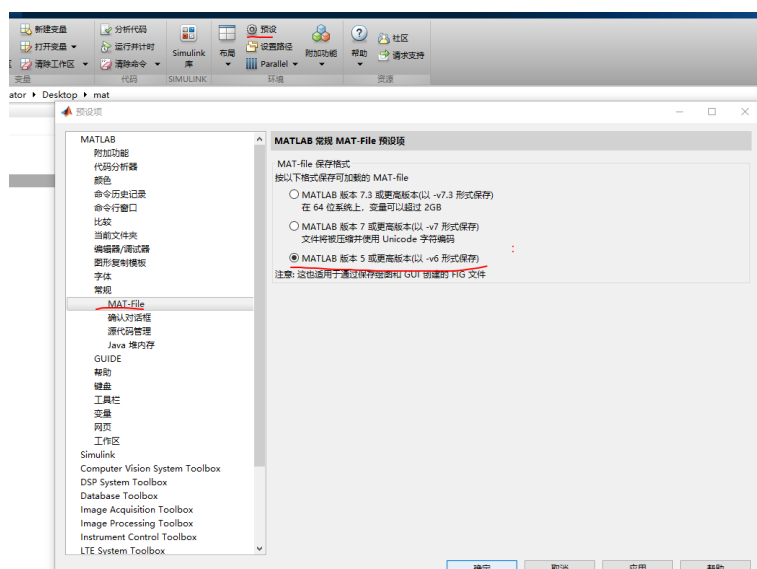 新建变量
分析代码
预设
社区
打开变量
运行并计时
Simulink
库
布局
设置路径
附加功能
帮助
请求支持
清除工作区
清除命令
Parallel
变量
代码
SIMULINK
环境
资源
ator Desktop mat
预设项
MATLAB
附加功能
代码分析器
颜色
命令历史记录
命令行窗口
比较
当前文件夹
编辑器/调试器
图形复制模板
字体
常规
MAT-File
确认对话框
源代码管理
Java 堆内存
GUIDE
帮助
键盘
工具栏
变量
网页
工作区
Simulink
Computer Vision System Toolbox
DSP System Toolbox
Database Toolbox
Image Acquisition Toolbox
Image Processing Toolbox
Instrument Control Toolbox
LTE System Toolbox
MATLAB 常规 MAT-File 预设项
MAT-file 保存格式
按以下格式保存可加载的 MAT-file
MATLAB 版本 7.3 或更高版本(以 -v7.3 形式保存)
在 64 位系统上，变量可以超过 2GB
MATLAB 版本 7 或更高版本(以 -v7 形式保存)
文件将被压缩并使用 Unicode 字符编码
MATLAB 版本 5 或更高版本(以 -v6 形式保存)
注意: 这也适用于通过保存绘图和 GUI 创建的 FIG 文件
确定
取消
应用
帮助